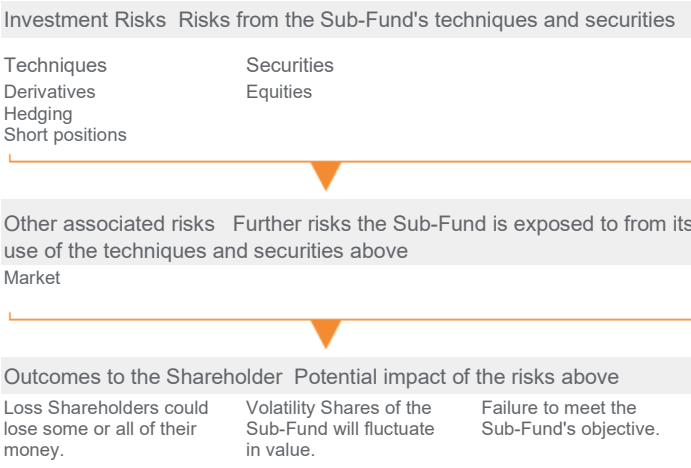 Investment Risks Risks from the Sub-Fund's techniques and securities
Techniques
Derivatives
Hedging
Short positions
Securities
Equities
Other associated risks Further risks the Sub-Fund is exposed to from its
use of the techniques and securities above
Market
Outcomes to the Shareholder Potential impact of the risks above
Loss Shareholders could
lose some or all of their
money.
Volatility Shares of the
Sub-Fund will fluctuate
in value.
Failure to meet the
Sub-Fund's objective.